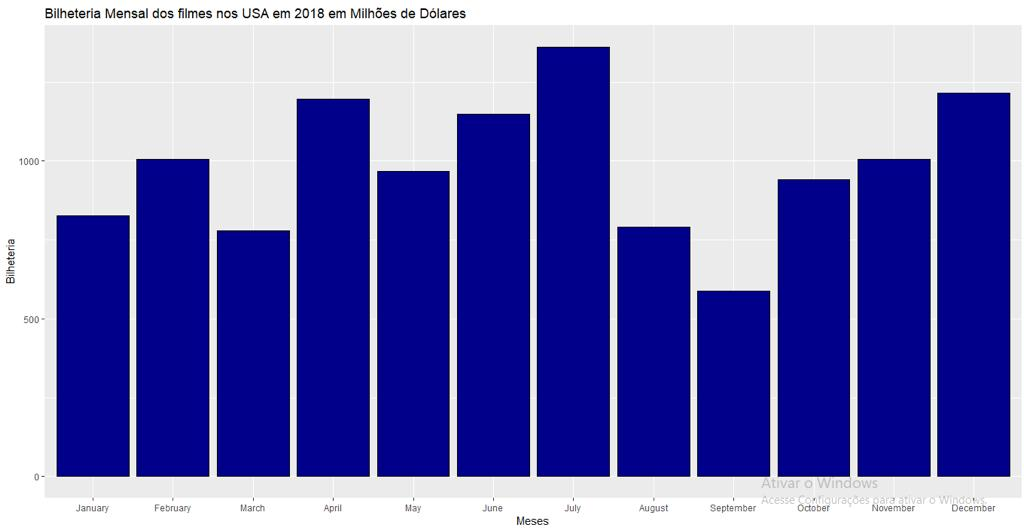 Bilheteria Mensal dos filmes nos USA em 2018 em Milhões de Dólares
Bilheteria
1000
500
0
January February March April May June July August September October November December
Meses
Ativar o Windows
Acesse Configurações para ativar o Windows.